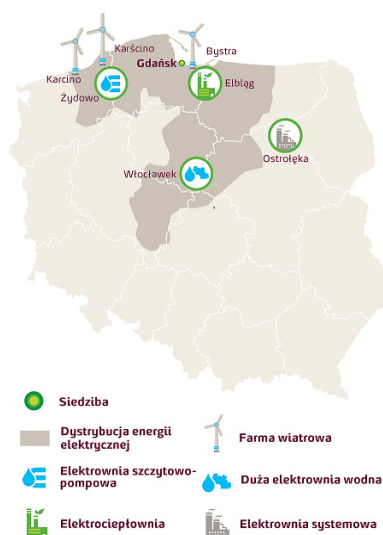 Karścino
Karcino
Bystra
Gdańsk
Żydowo
Elbląg
Ostrołęka
Włocławek
Siedziba
Dystrybucja energii
elektrycznej
Farma wiatrowa
Elektrownia szczytowo-
pompowa
Duża elektrownia wodna
Elektrociepłownia
Elektrownia systemowa